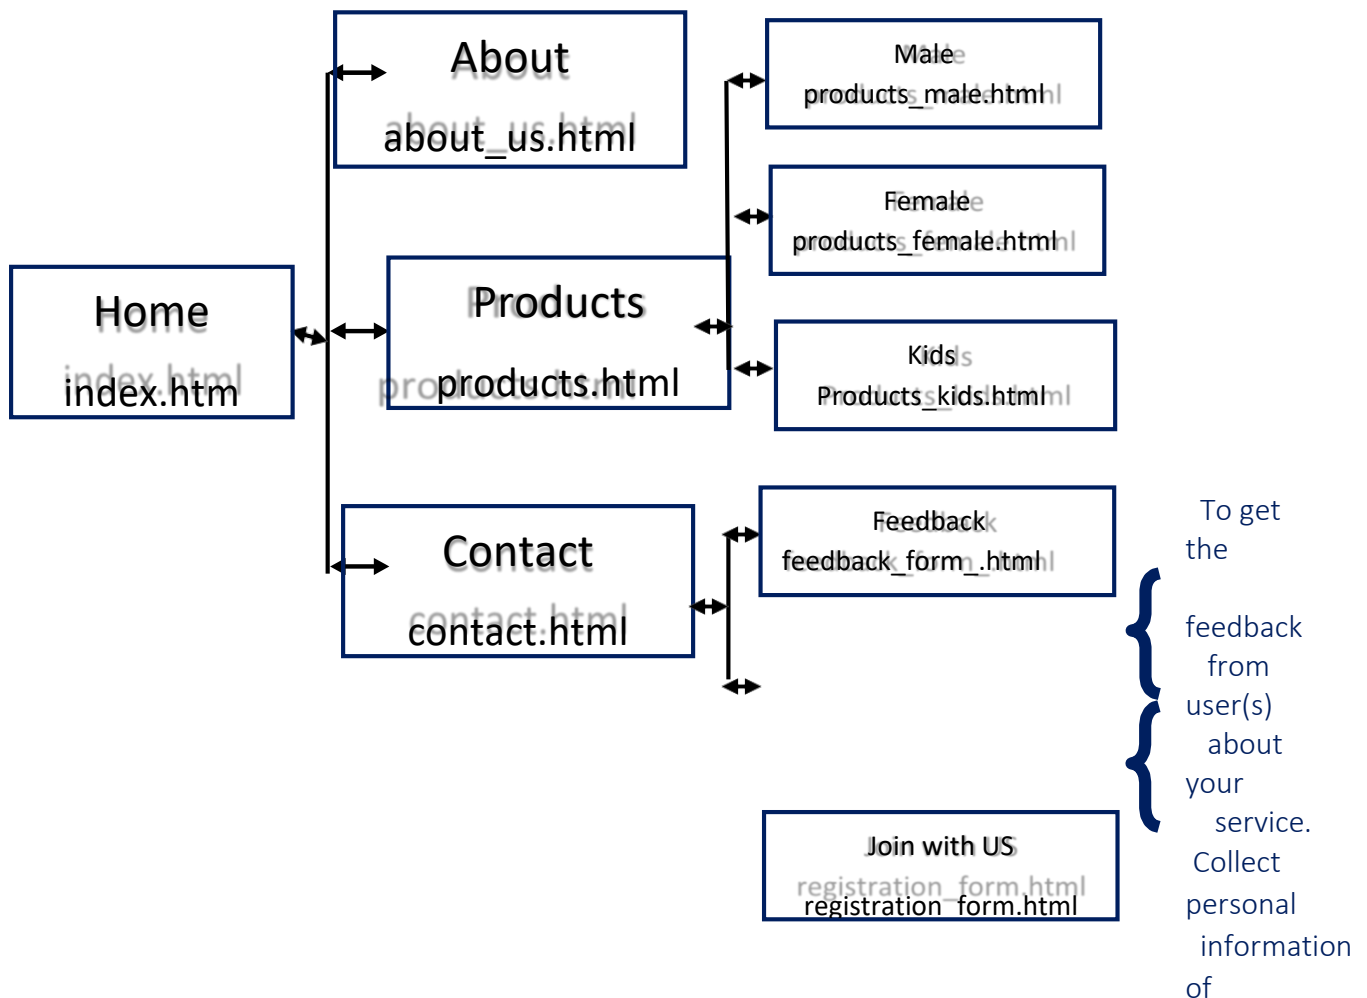 About
about_us.html
Male
products_male.html
Female
products_female.html
Home
index.htm
Products
products.html
Kids
Products_kids.html
Contact
contact.html
Feedback
feedback_form_.html
To get
the
feedback
from
user(s)
about
your
service.
Join with US
registration_form.html
Collect
personal
information
of